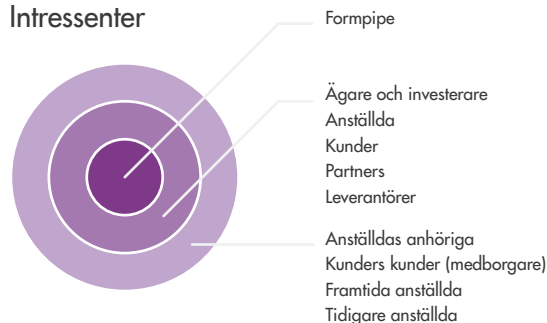 Intressenter
Formpipe
Ägare och investerare
Anställda
Kunder
Partners
Leverantörer
Anställdas anhöriga
Kunders kunder (medborgare)
Framtida anställda
Tidigare anställda